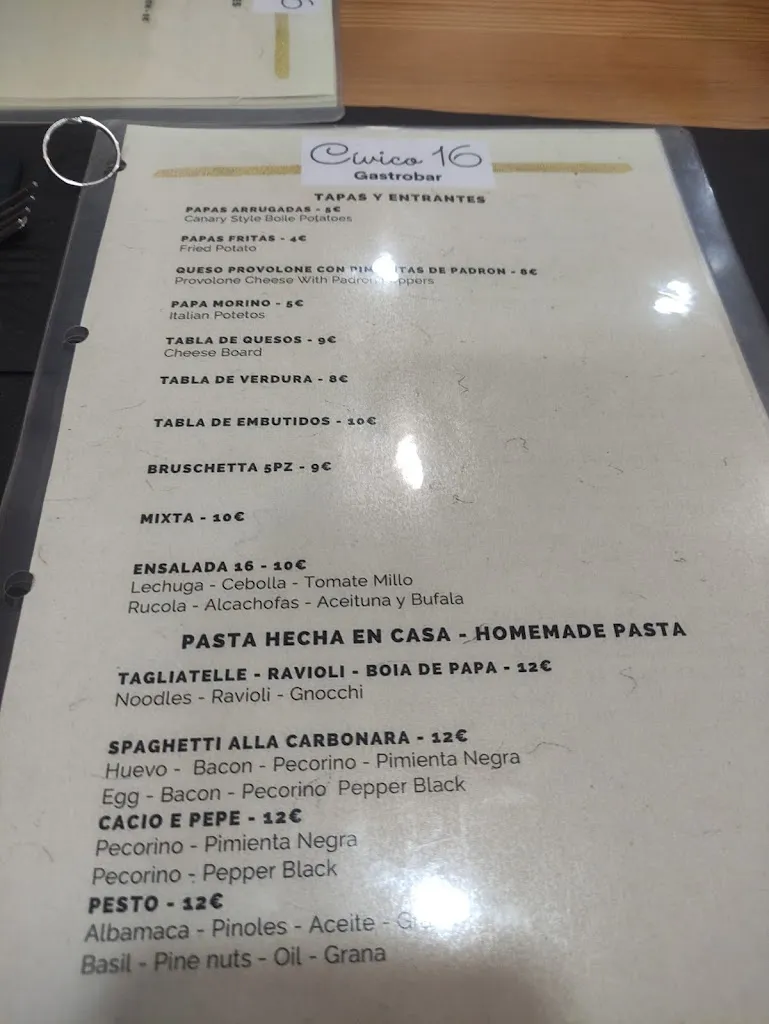 Civico 16
Gastrobar
TAPAS Y ENTRANTES
PAPAS ARRUGADAS - 5€
Canary Style Boile Potatoes
PAPAS FRITAS - 4€
Fried Potato
QUESO PROVOLONE CON DE PADRON - 8€
Provolone Cheese With Padron
PAPA MORINO - 5€
Italian Potetos
TABLA DE QUESOS - 9€
Cheese Board
TABLA DE VERDURA - 8€
TABLA DE EMBUTIDOS - 10€
BRUSCHETTA 5PZ - 9€
MIXTA - 10€
ENSALADA 16 - 10€
Lechuga - Cebolla - Tomate Millo
Rucola - Alcachofas - Aceituna y Bufala
PASTA HECHA EN CASA - HOMEMADE PASTA
TAGLIATELLE - RAVIOLI - BOIA DE PAPA - 12€
Noodles - Ravioli - Gnocchi
SPAGHETTI ALLA CARBONARA - 12€
Huevo - Bacon - Pecorino - Pimienta Negra
Egg - Bacon - Pecorino Pepper Black
CACIO E PEPE - 12€
Pecorino - Pimienta Negra
Pecorino - Pepper Black
PESTO - 12€
Albamaca - Pinoles - Aceite -
Basil - Pine nuts - Oil - Grana